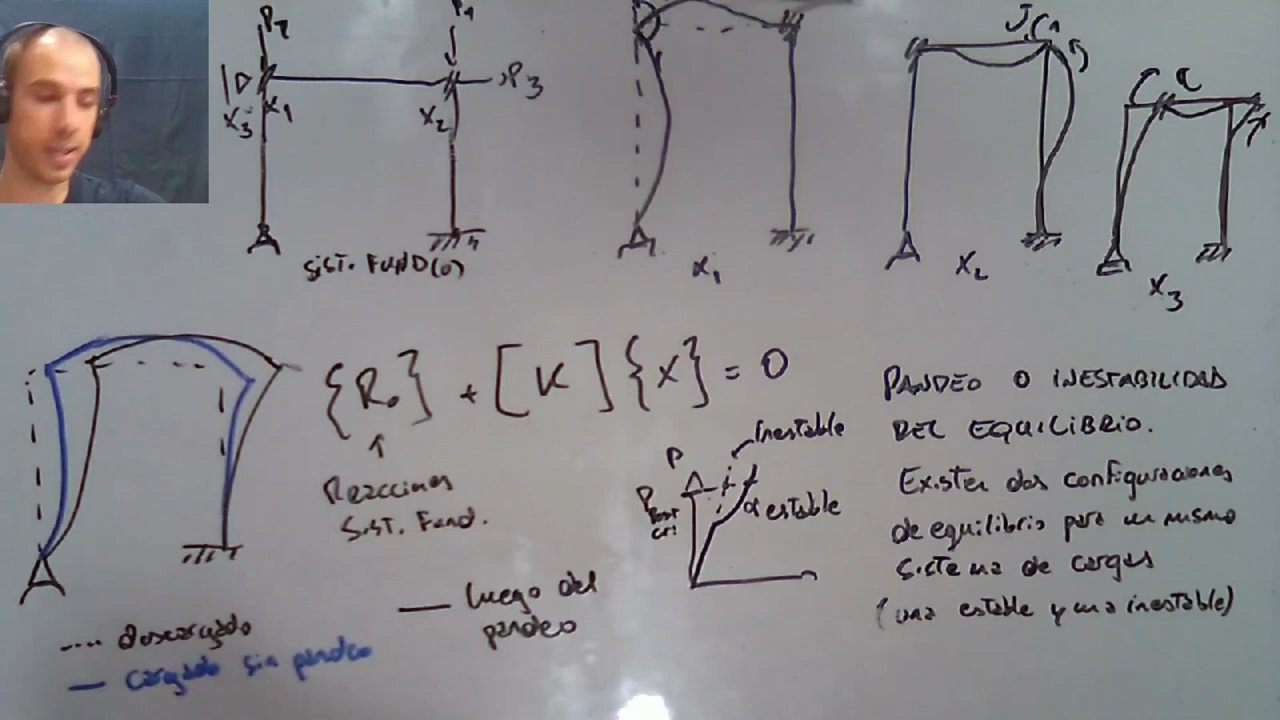 P2
P1
P3
X3
X1
X2
SIST. FUND(0)
X1
X2
X3
{R0} + [K] {X} = 0
Reacciones
Sist. Fund.
P
Inestable
estable
PANDEO O INESTABILIDAD
DEL EQUILIBRIO.
Existen dos configuraciones
de equilibrio para un mismo
sistema de cargas
(una estable y una inestable)
---- descargado
— cargado sin pandeo
— luego del
pandeo